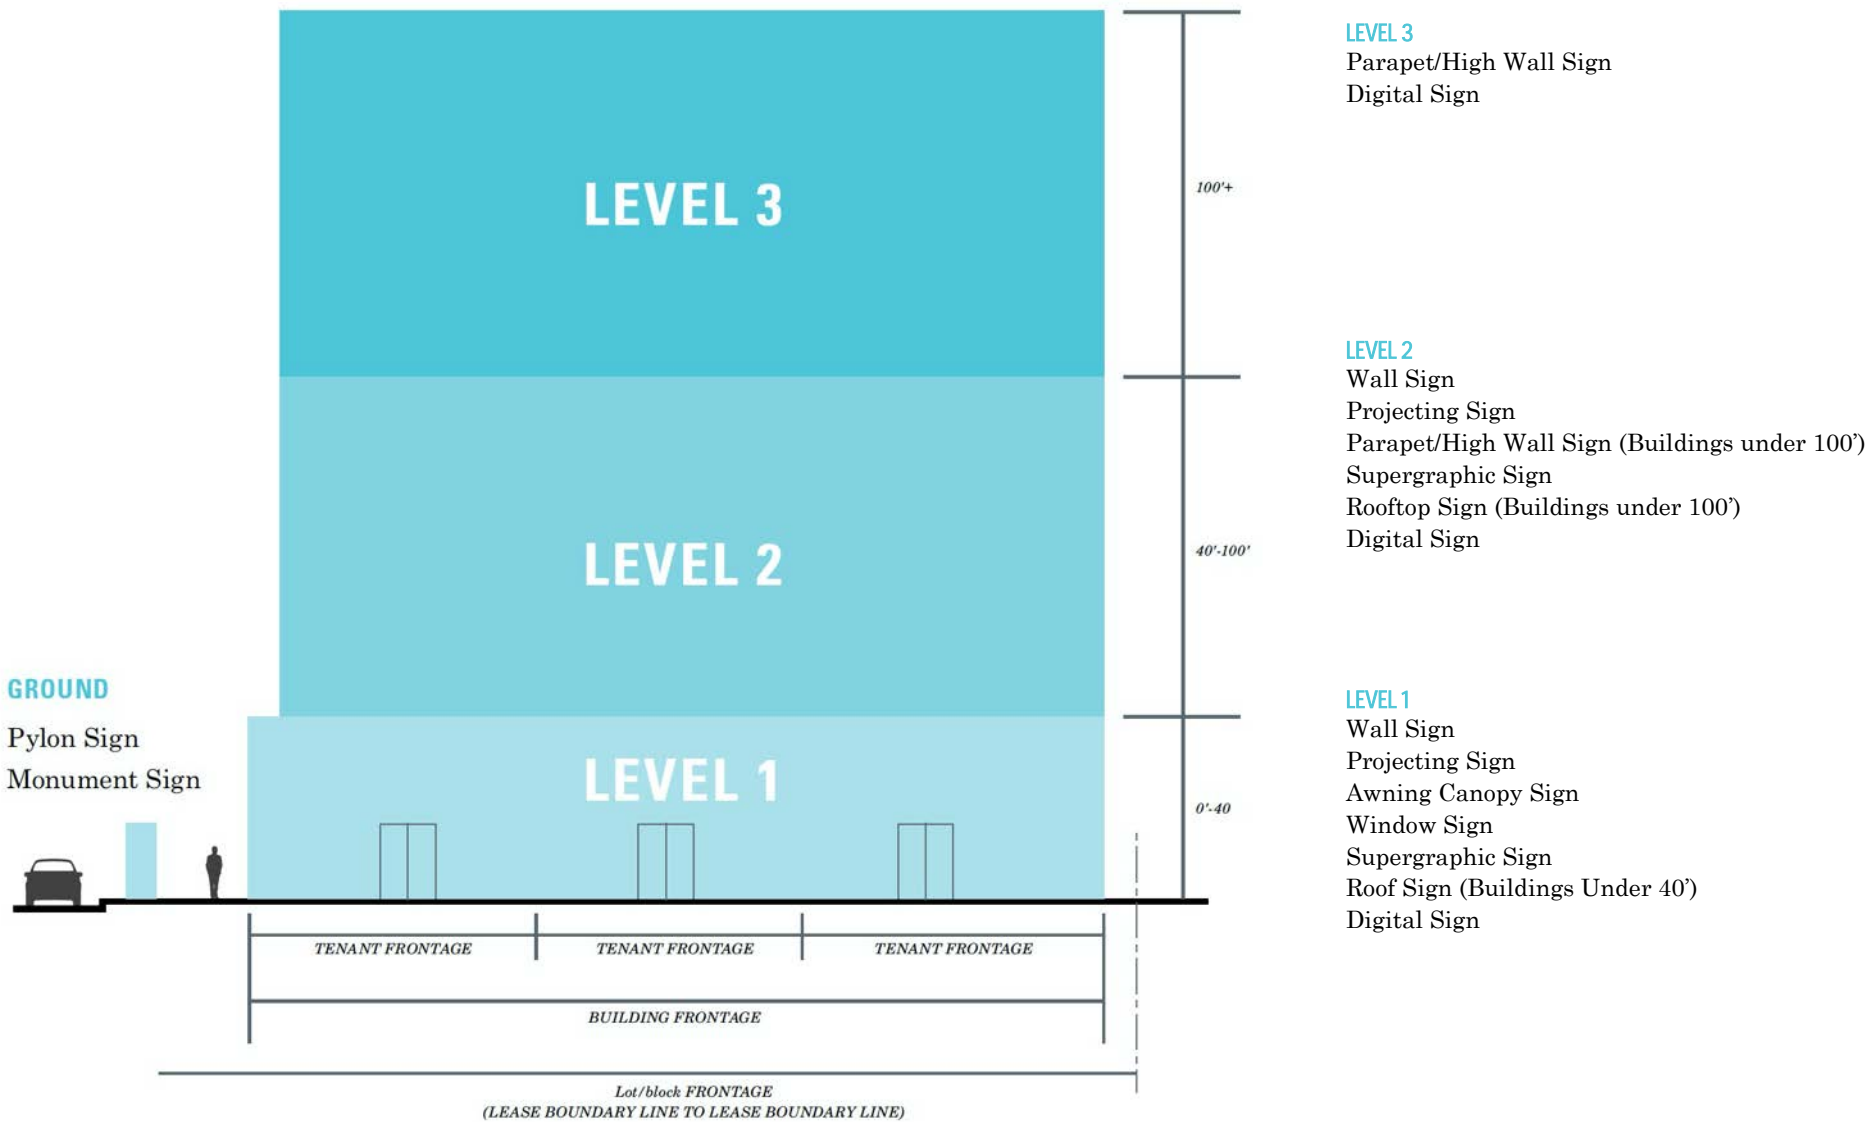 LEVEL 3
100'+
LEVEL 2
40'-100'
LEVEL 1
0'-40
GROUND
Pylon Sign
Monument Sign
TENANT FRONTAGE
TENANT FRONTAGE
TENANT FRONTAGE
BUILDING FRONTAGE
Lot/block FRONTAGE
(LEASE BOUNDARY LINE TO LEASE BOUNDARY LINE)
LEVEL 3
Parapet/High Wall Sign
Digital Sign
LEVEL 2
Wall Sign
Projecting Sign
Parapet/High Wall Sign (Buildings under 100’)
Supergraphic Sign
Rooftop Sign (Buildings under 100’)
Digital Sign
LEVEL 1
Wall Sign
Projecting Sign
Awning Canopy Sign
Window Sign
Supergraphic Sign
Roof Sign (Buildings Under 40’)
Digital Sign